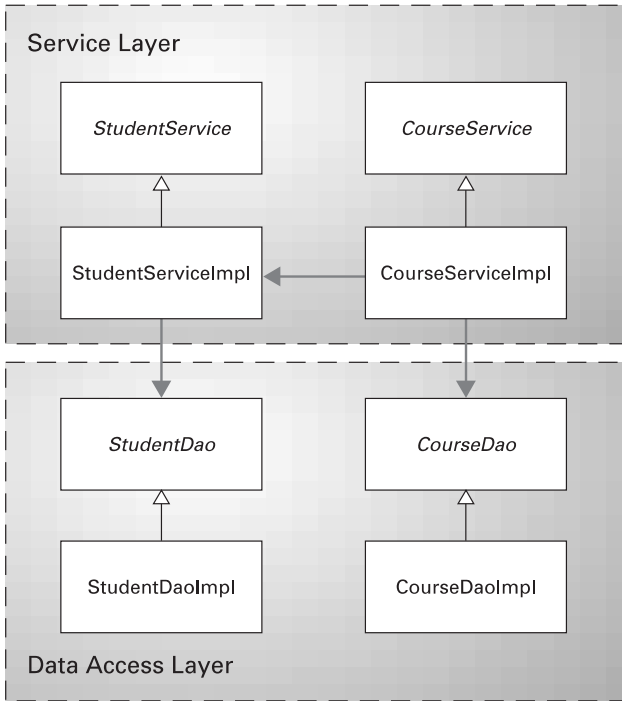 Service Layer
StudentService
CourseService
StudentServiceImpl
CourseServiceImpl
StudentDao
CourseDao
StudentDaoImpl
CourseDaoImpl
Data Access Layer